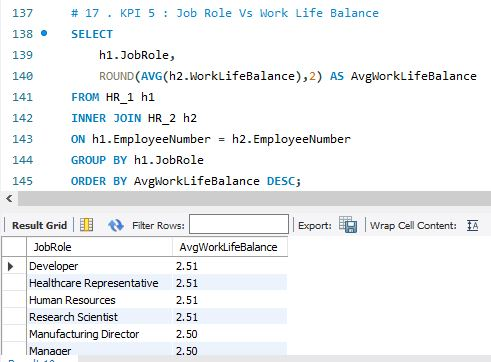 137 # 17 . KPI 5 : Job Role Vs Work Life Balance
138 SELECT
139 h1.JobRole,
140 ROUND(AVG(h2.WorkLifeBalance),2) AS AvgWorkLifeBalance
141 FROM HR_1 h1
142 INNER JOIN HR_2 h2
143 ON h1.EmployeeNumber = h2.EmployeeNumber
144 GROUP BY h1.JobRole
145 ORDER BY AvgWorkLifeBalance DESC;
Result Grid Filter Rows: Export: Wrap Cell Content:
JobRole AvgWorkLifeBalance
Developer 2.51
Healthcare Representative 2.51
Human Resources 2.51
Research Scientist 2.51
Manufacturing Director 2.50
Manager 2.50